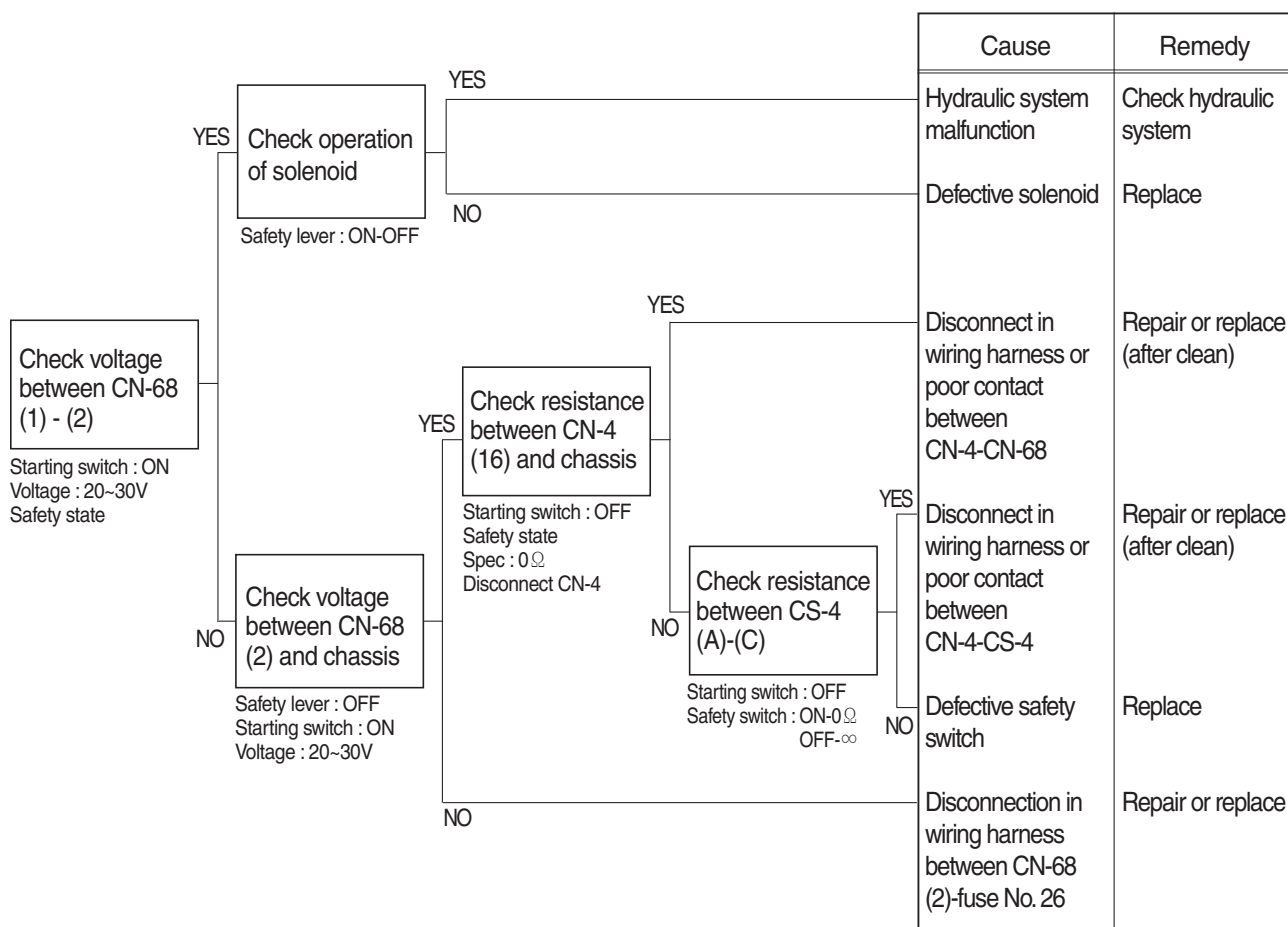 Cause
Remedy
YES
Hydraulic system
malfunction
Check hydraulic
system
YES
Check operation
of solenoid
NO
Defective solenoid
Replace
Safety lever : ON-OFF
YES
Disconnect in
wiring harness or
poor contact
between
CN-4-CN-68
Repair or replace
(after clean)
Check voltage
between CN-68
(1) - (2)
Starting switch : ON
Voltage : 20~30V
Safety state
YES
Check resistance
between CN-4
(16) and chassis
Starting switch : OFF
Safety state
Spec : 0Ω
Disconnect CN-4
YES
Disconnect in
wiring harness or
poor contact
between
CN-4-CS-4
Repair or replace
(after clean)
NO
Check resistance
between CS-4
(A)-(C)
Starting switch : OFF
Safety switch : ON-0Ω
OFF-∞
NO
Defective safety
switch
Replace
NO
Check voltage
between CN-68
(2) and chassis
Safety lever : OFF
Starting switch : ON
Voltage : 20~30V
NO
Disconnection in
wiring harness
between CN-68
(2)-fuse No. 26
Repair or replace